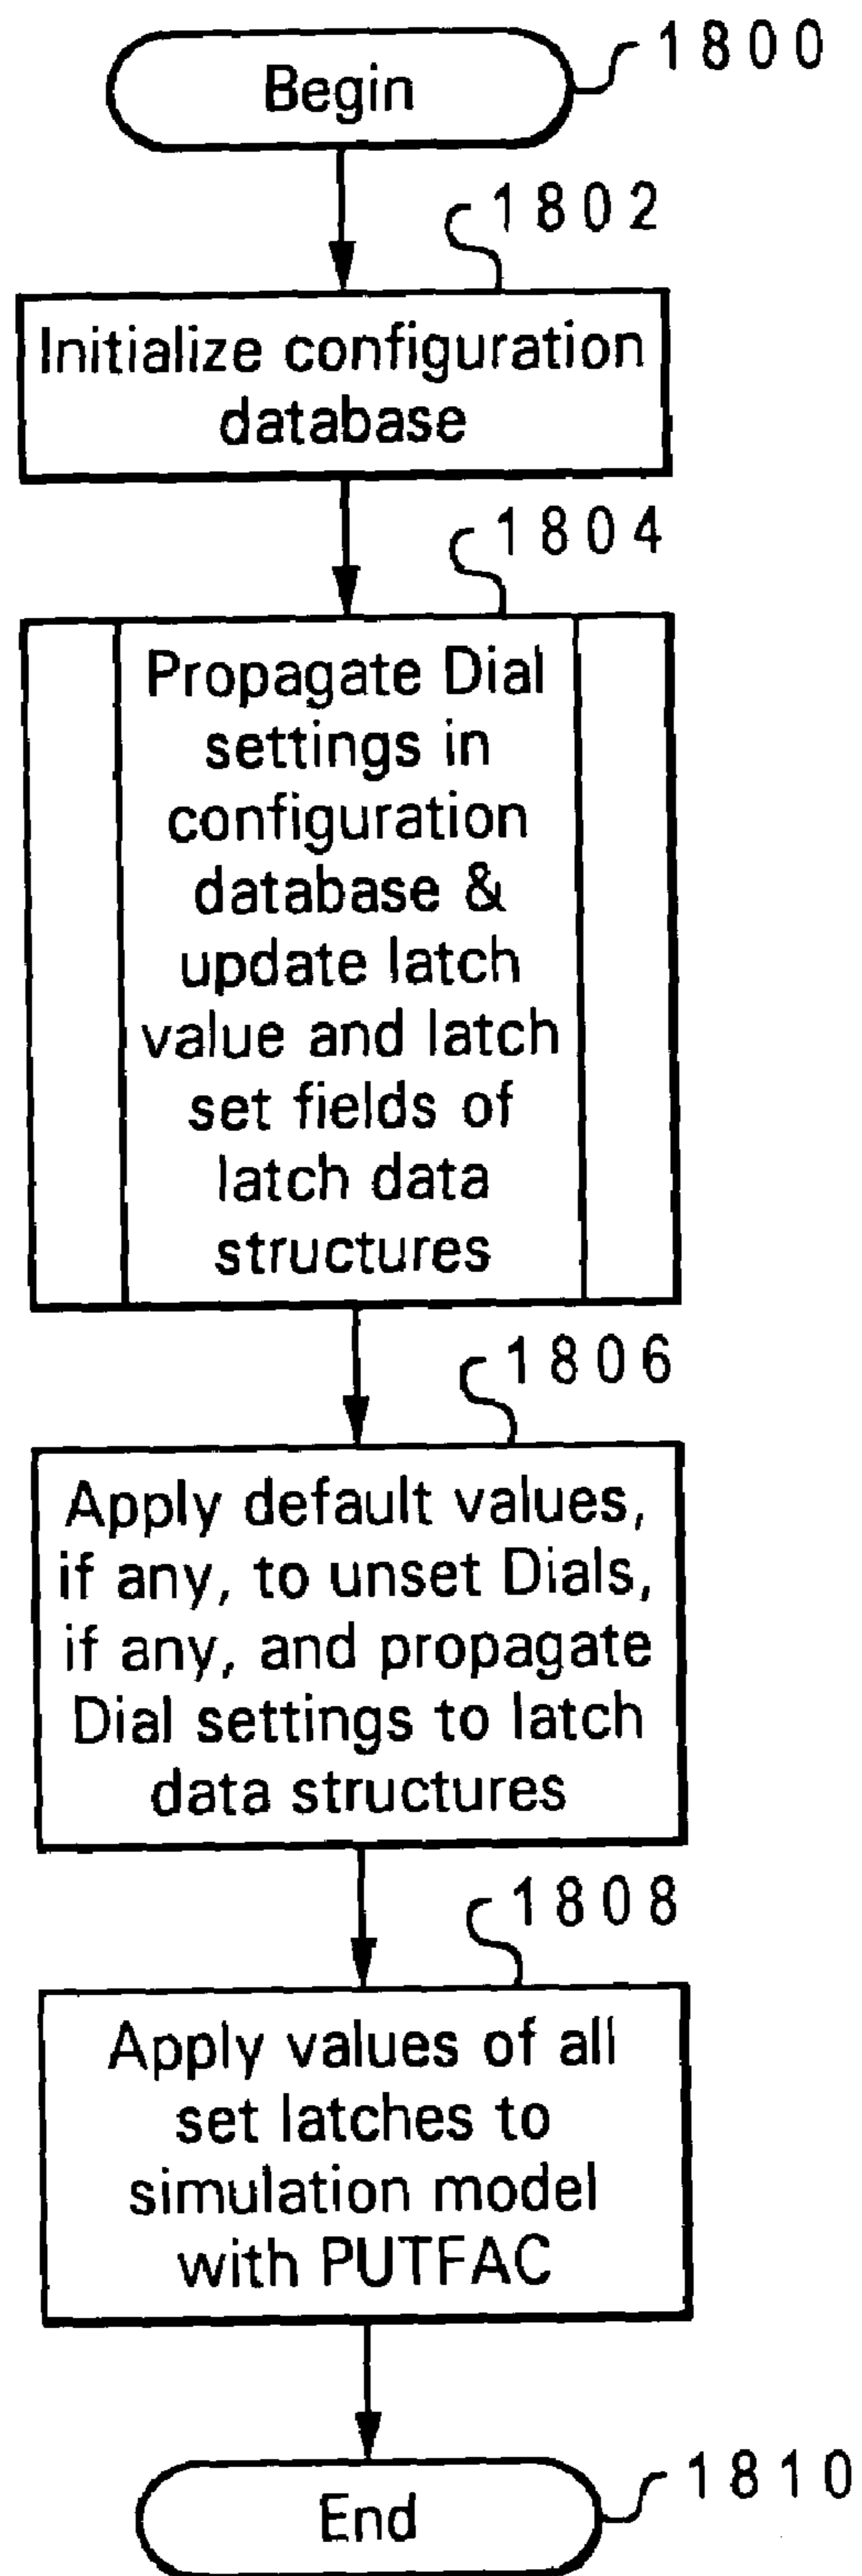 Begin
1800
1802
Initialize configuration
database
1804
Propagate Dial
settings in
configuration
database &
update latch
value and latch
set fields of
latch data
structures
1806
Apply default values,
if any, to unset Dials,
if any, and propagate
Dial settings to latch
data structures
1808
Apply values of all
set latches to
simulation model
with PUTFAC
End
1810